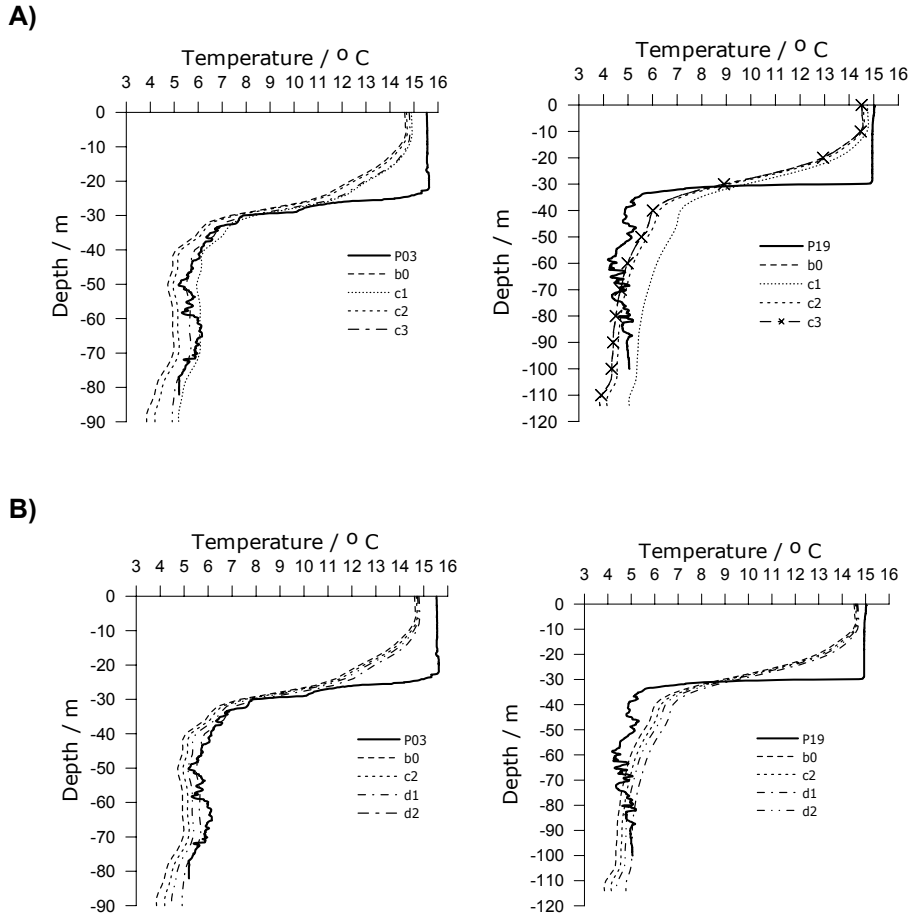 A)
Temperature / º C
3 4 5 6 7 8 9 10 11 12 13 14 15 16
0
-10
-20
-30
-40
-50
-60
-70
-80
-90
Depth / m
P03
b0
c1
c2
c3
Temperature / º C
3 4 5 6 7 8 9 10 11 12 13 14 15 16
0
-10
-20
-30
-40
-50
-60
-70
-80
-90
-100
-110
-120
Depth / m
P19
b0
c1
c2
c3
B)
Temperature / º C
3 4 5 6 7 8 9 10 11 12 13 14 15 16
0
-10
-20
-30
-40
-50
-60
-70
-80
-90
Depth / m
P03
b0
c2
d1
d2
Temperature / º C
3 4 5 6 7 8 9 10 11 12 13 14 15 16
0
-10
-20
-30
-40
-50
-60
-70
-80
-90
-100
-110
-120
Depth / m
P19
b0
c2
d1
d2